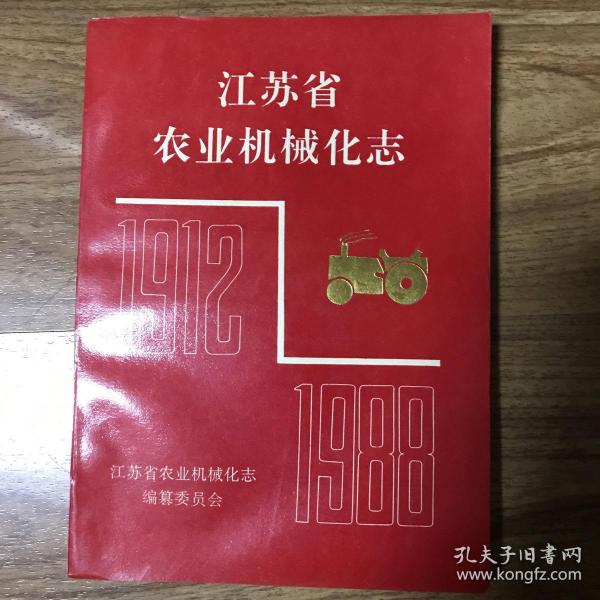 江苏省
农业机械化志
1912
1988
江苏省农业机械化志
编纂委员会
孔夫子旧书网
www.kongfz.com